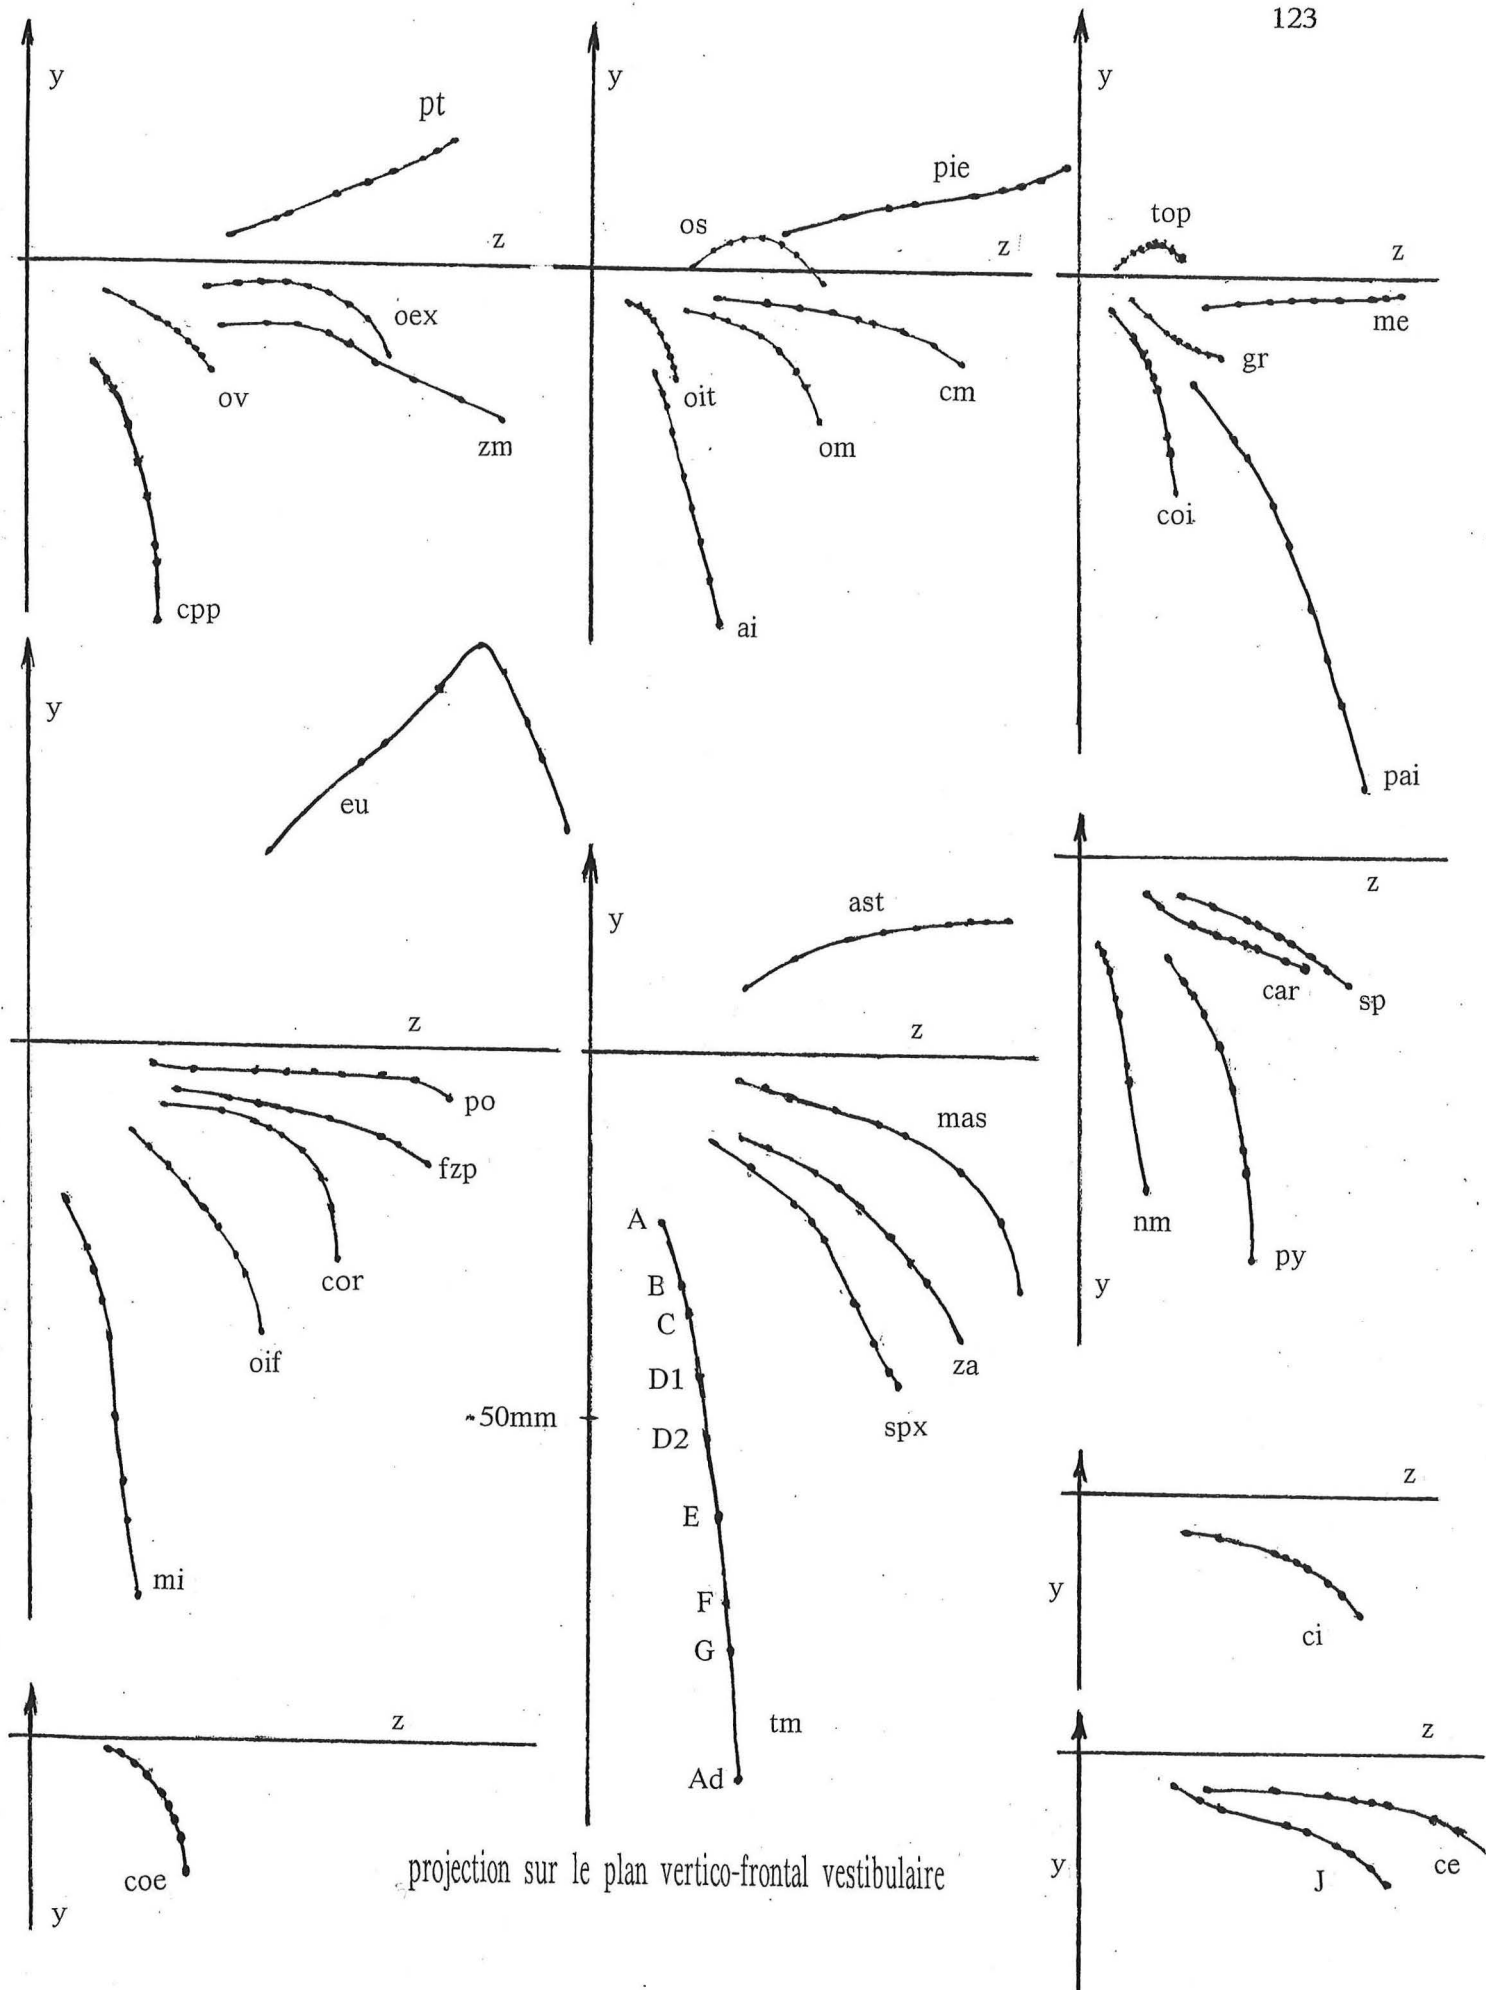 123
y
pt
z
oex
ov
zm
cpp
y
pie
os
z
oit
cm
om
ai
y
top
z
me
gr
coi
pai
y
eu
z
po
fzp
cor
oif
mi
y
ast
z
mas
A
B
C
D1
50mm
D2
E
F
G
Ad
za
spx
tm
z
car
sp
nm
py
y
z
y
ci
z
coe
y
z
y
J
ce
projection sur le plan vertico-frontal vestibulaire